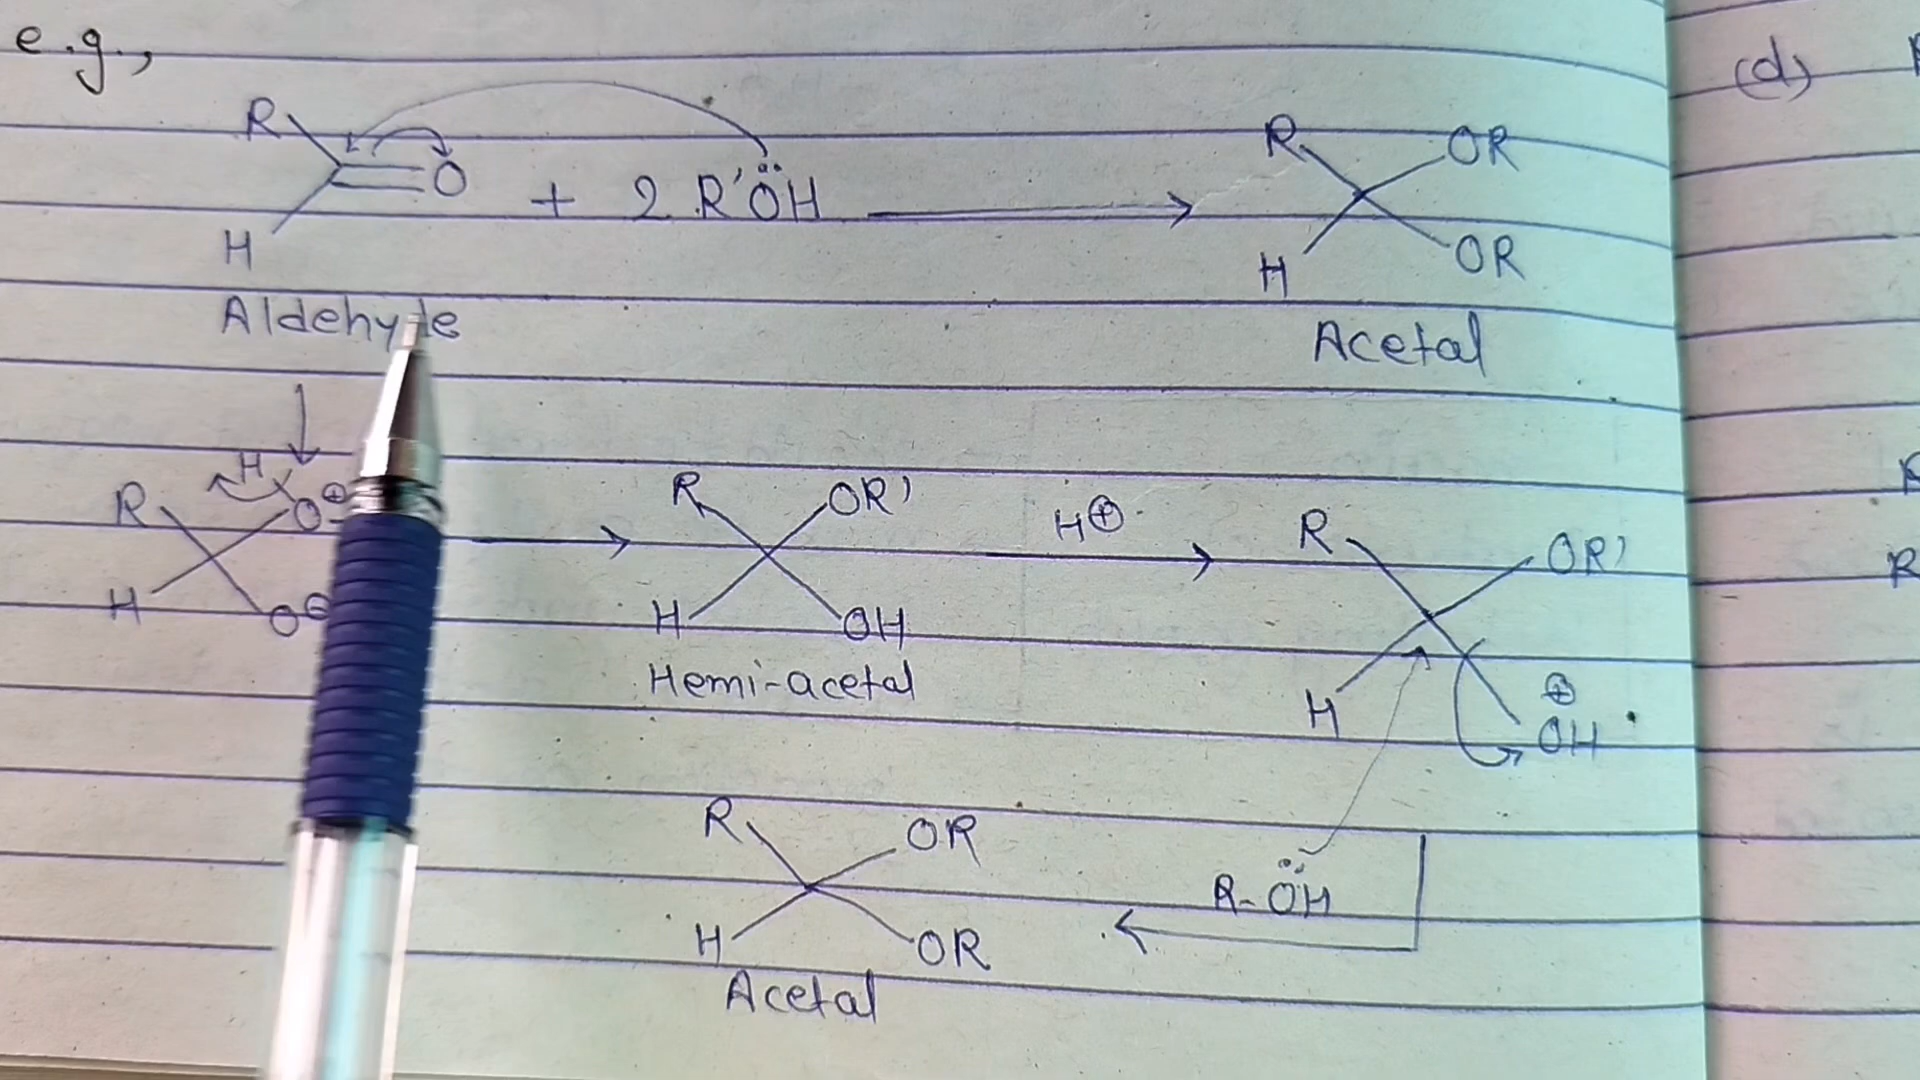 e.g.,
R
O + 2 R'ÖH → R OR
H H OR
Aldehyde Acetal
H
R O⊕ → R OR' H⊕ → R OR'
H O⊖ H OH H ⊕OH
Hemi-acetal
R OR R-ÖH
H OR
Acetal
(d)
R
R